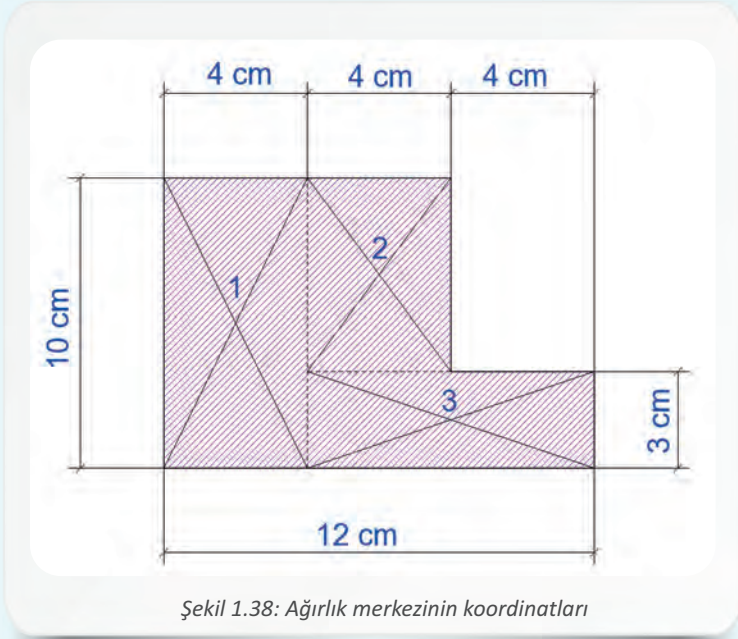 4 cm 4 cm 4 cm
2
1
10 cm
3
3 cm
12 cm
Şekil 1.38: Ağırlık merkezinin koordinatları